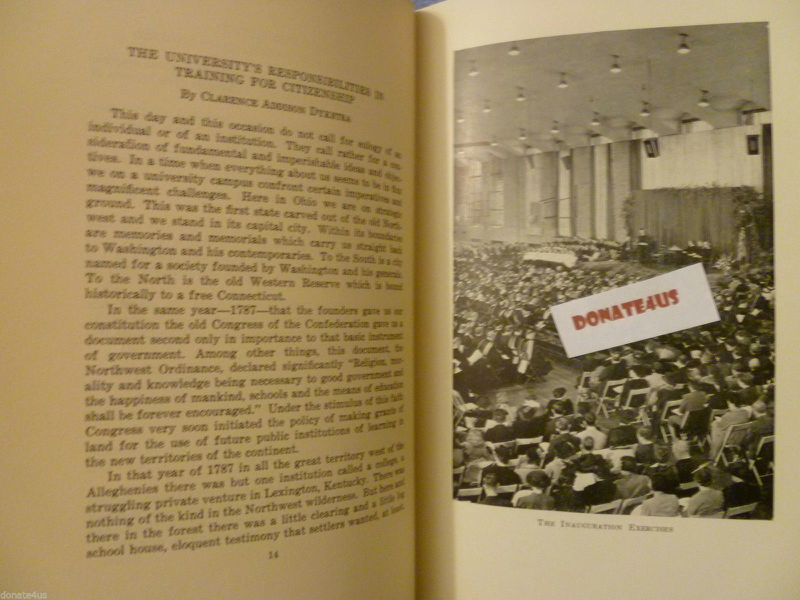 THE UNIVERSITY'S RESPONSIBILITIES IN
TRAINING FOR CITIZENSHIP
By Clarence Addison Dykstra
This day and this occasion do not call for eulogy of an
individual or of an institution. They call rather for a con-
sideration of fundamental and imperishable ideas and objec-
tives. In a time when everything about us seems to be in flux
we on a university campus confront certain imperatives and
magnificent challenges. Here in Ohio we are on strategic
ground. This was the first state carved out of the old North-
west and we stand in its capital city. Within its boundaries
are memories and memorials which carry us straight back
to Washington and his contemporaries. To the South is a city
named for a society founded by Washington and his generals.
To the North is the old Western Reserve which is bound
historically to a free Connecticut.
In the same year—1787—that the founders gave us our
constitution the old Congress of the Confederation gave us a
document second only in importance to that basic instrument
of government. Among other things, this document, the
Northwest Ordinance, declared significantly "Religion, mor-
ality and knowledge being necessary to good government and
the happiness of mankind, schools and the means of education
shall be forever encouraged." Under the stimulus of this faith
Congress very soon initiated the policy of making grants of
land for the use of future public institutions of learning in
the new territories of the continent.
In that year of 1787 in all the great territory west of the
Alleghenies there was but one institution called a college, a
struggling private venture in Lexington, Kentucky. There was
nothing of the kind in the Northwest wilderness. But here and
there in the forest there was a little clearing and a little log
school house, eloquent testimony that settlers wanted, at least,
14
DONATE4US
The Inauguration Exercises
donate4us